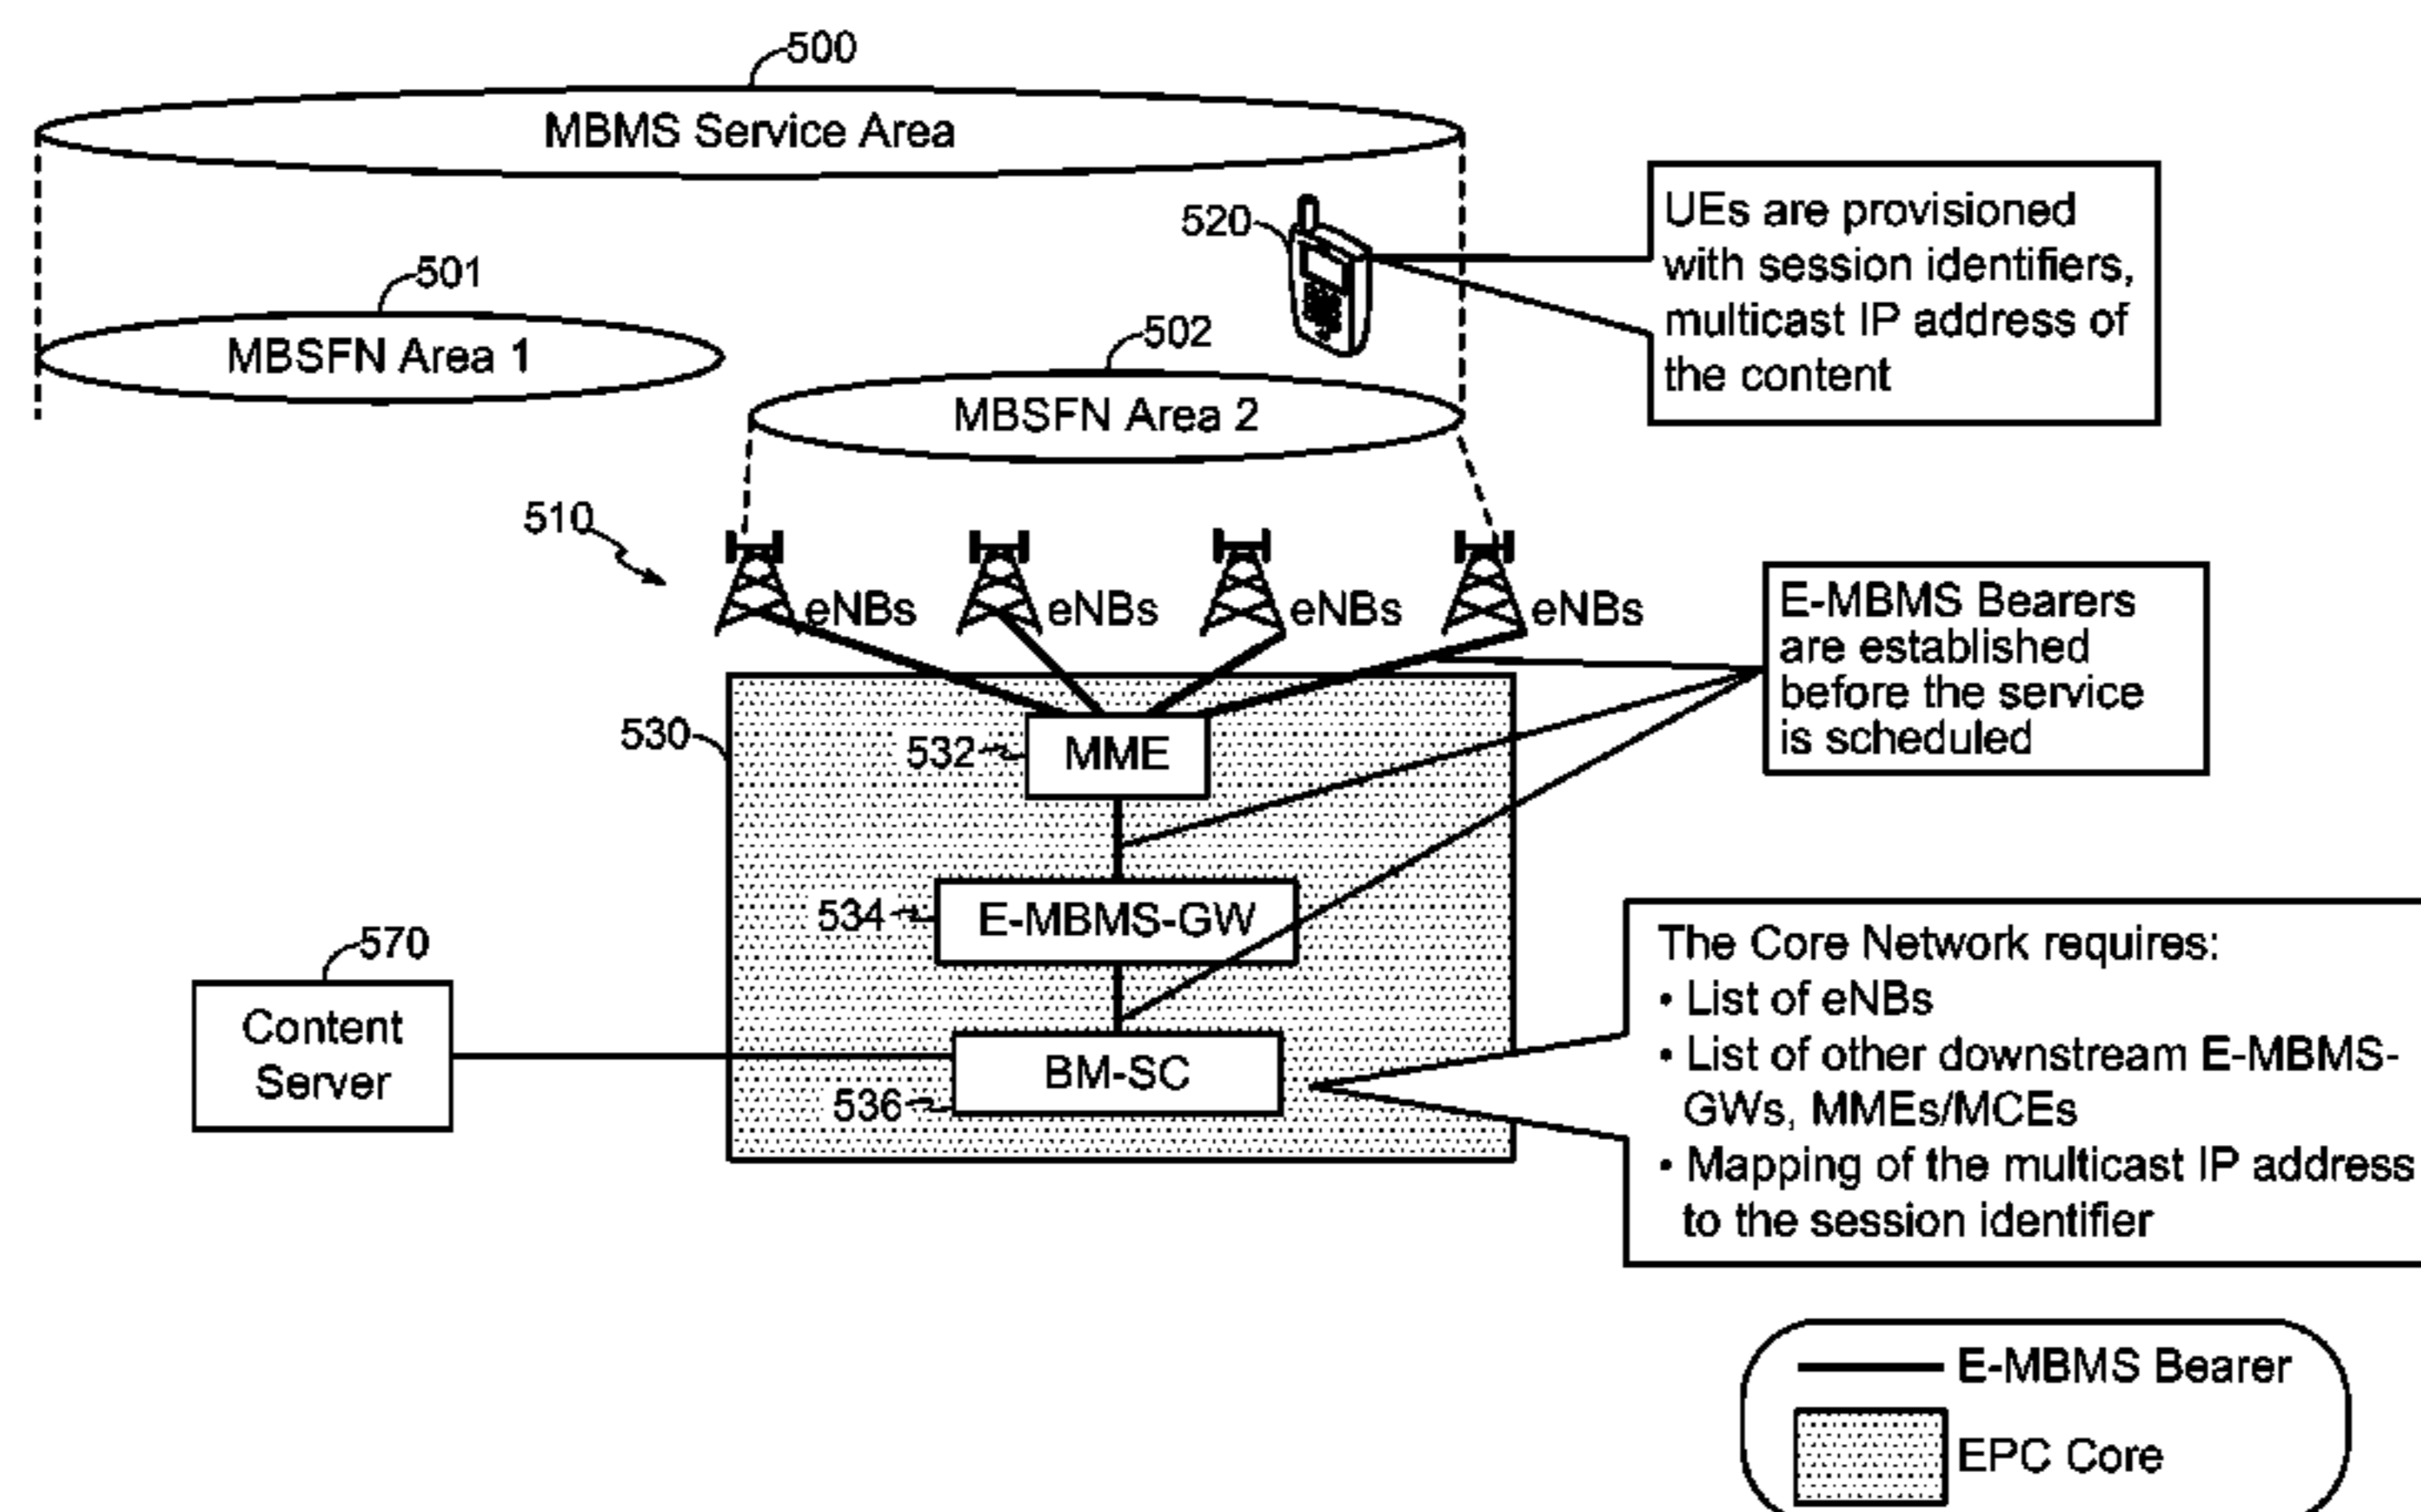 500
MBMS Service Area
520
UEs are provisioned
with session identifiers,
multicast IP address of
the content
501
MBSFN Area 1
502
MBSFN Area 2
510
eNBs
eNBs
eNBs
eNBs
E-MBMS Bearers
are established
before the service
is scheduled
530
532
MME
534
E-MBMS-GW
570
Content
Server
536
BM-SC
The Core Network requires:
• List of eNBs
• List of other downstream E-MBMS-
GWs, MMEs/MCEs
• Mapping of the multicast IP address
to the session identifier
E-MBMS Bearer
EPC Core